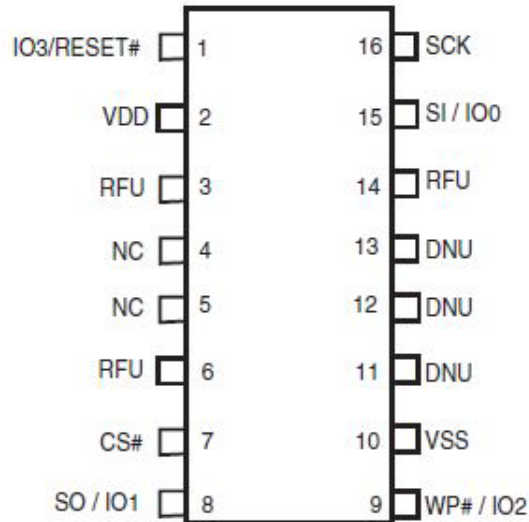 IO3/RESET# 1 16 SCK
VDD 2 15 SI / IO0
RFU 3 14 RFU
NC 4 13 DNU
NC 5 12 DNU
RFU 6 11 DNU
CS# 7 10 VSS
SO / IO1 8 9 WP# / IO2